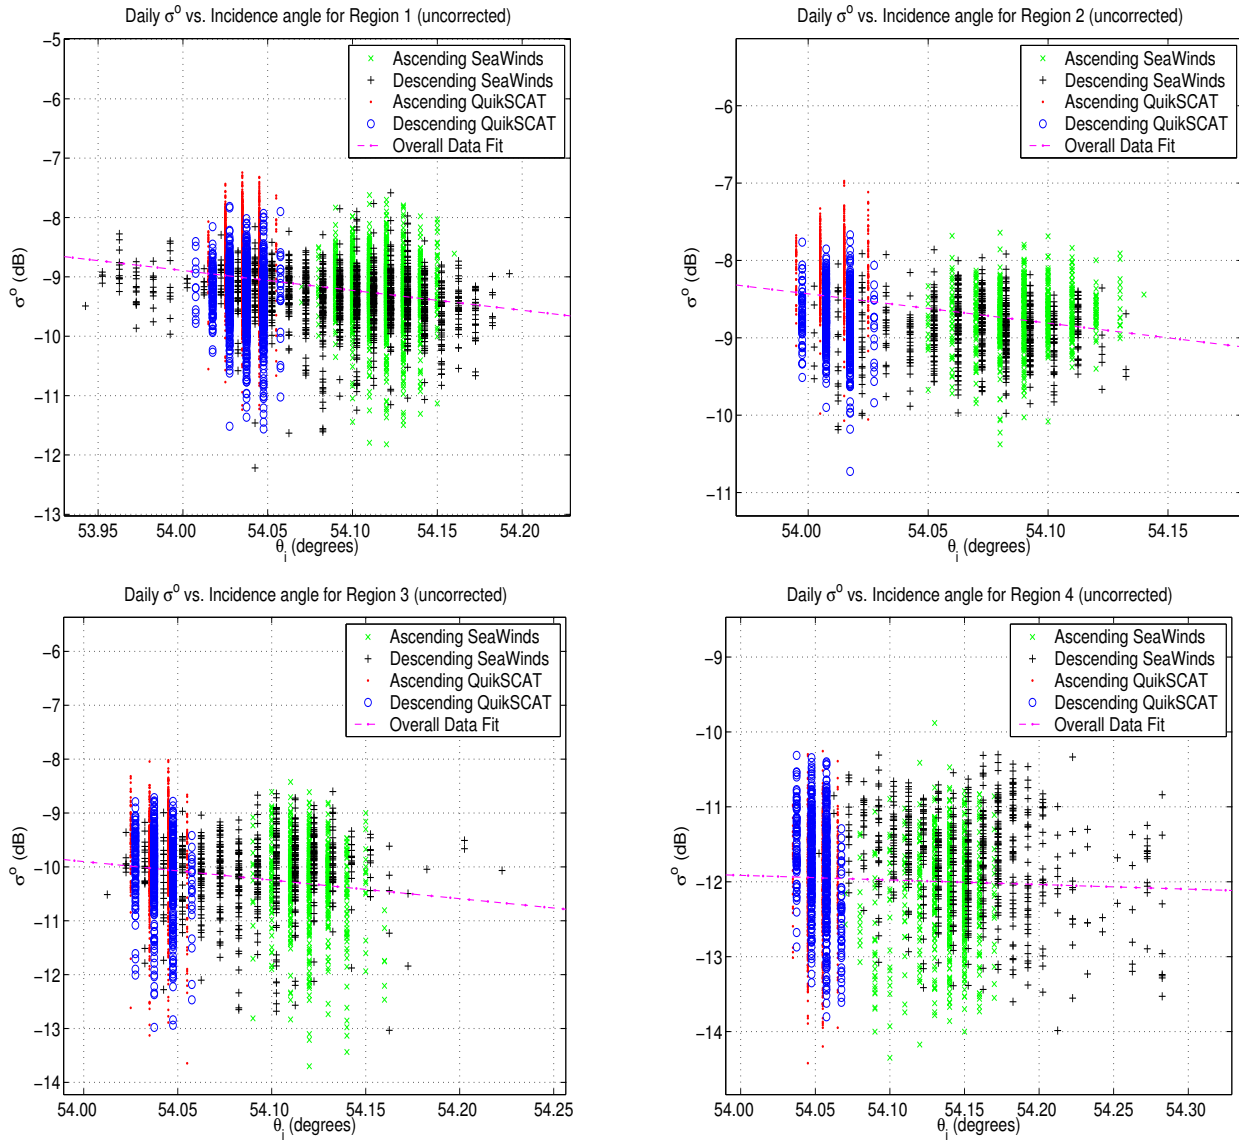 Daily σ⁰ vs. Incidence angle for Region 1 (uncorrected)
Ascending SeaWinds
Descending SeaWinds
Ascending QuikSCAT
Descending QuikSCAT
Overall Data Fit
−5
−6
−7
−8
−9
−10
−11
−12
−13
σ⁰ (dB)
53.95 54.00 54.05 54.10 54.15 54.20
θi (degrees)
Daily σ⁰ vs. Incidence angle for Region 2 (uncorrected)
Ascending SeaWinds
Descending SeaWinds
Ascending QuikSCAT
Descending QuikSCAT
Overall Data Fit
−6
−7
−8
−9
−10
−11
σ⁰ (dB)
54.00 54.05 54.10 54.15
θi (degrees)
Daily σ⁰ vs. Incidence angle for Region 3 (uncorrected)
Ascending SeaWinds
Descending SeaWinds
Ascending QuikSCAT
Descending QuikSCAT
Overall Data Fit
−6
−7
−8
−9
−10
−11
−12
−13
−14
σ⁰ (dB)
54.00 54.05 54.10 54.15 54.20 54.25
θi (degrees)
Daily σ⁰ vs. Incidence angle for Region 4 (uncorrected)
Ascending SeaWinds
Descending SeaWinds
Ascending QuikSCAT
Descending QuikSCAT
Overall Data Fit
−9
−10
−11
−12
−13
−14
σ⁰ (dB)
54.00 54.05 54.10 54.15 54.20 54.25 54.30
θi (degrees)